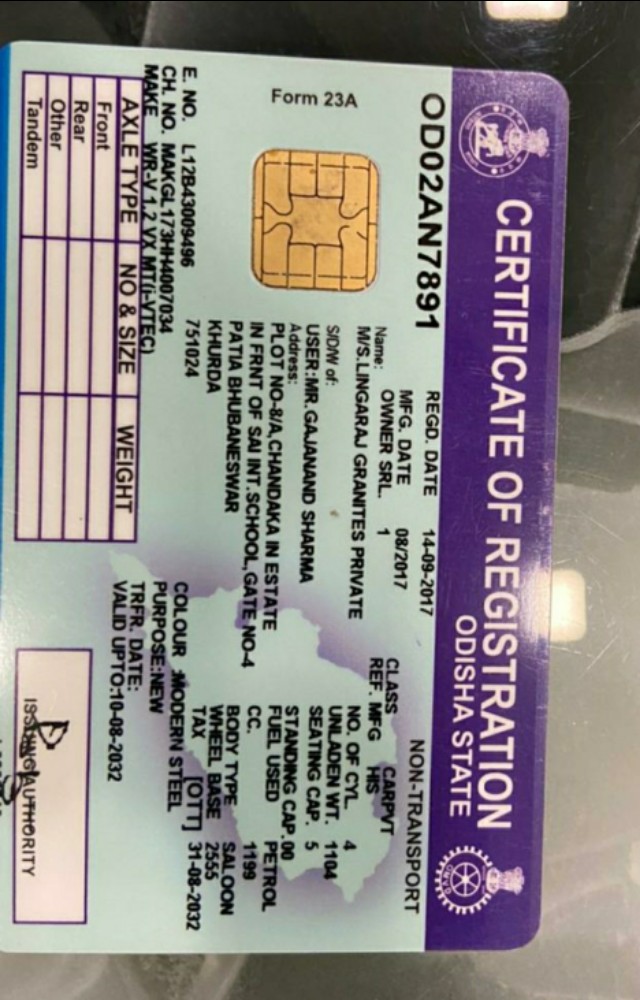 CERTIFICATE OF REGISTRATION
ODISHA STATE
OD02AN7891
NON-TRANSPORT
Form 23A
REGD. DATE 14-09-2017
MFG. DATE 08/2017
OWNER SRL. 1
Name:
M/S.LINGARAJ GRANITES PRIVATE
S/D/W of:
USER:MR.GAJANAND SHARMA
Address:
PLOT NO-8/A,CHANDAKA IN ESTATE
IN FRNT OF SAI INT.SCHOOL,GATE NO-4
PATIA BHUBANESWAR
KHURDA
751024
CLASS CARPVT
REF. MFG HIS
NO. OF CYL. 4
UNLADEN WT. 1104
SEATING CAP. 5
STANDING CAP.00
FUEL USED PETROL
CC. 1199
BODY TYPE SALOON
WHEEL BASE 2555
TAX [OTT] 31-08-2032
E. NO. L12B43009496
CH. NO. MAKGL173HH4007034
MAKE WR-V 1.2 VX MT(i-VTEC)
COLOUR :MODERN STEEL
PURPOSE:NEW
TRFR. DATE:
VALID UPTO:10-08-2032
AXLE TYPE NO & SIZE WEIGHT
Front
Rear
Other
Tandem
ISSUING AUTHORITY